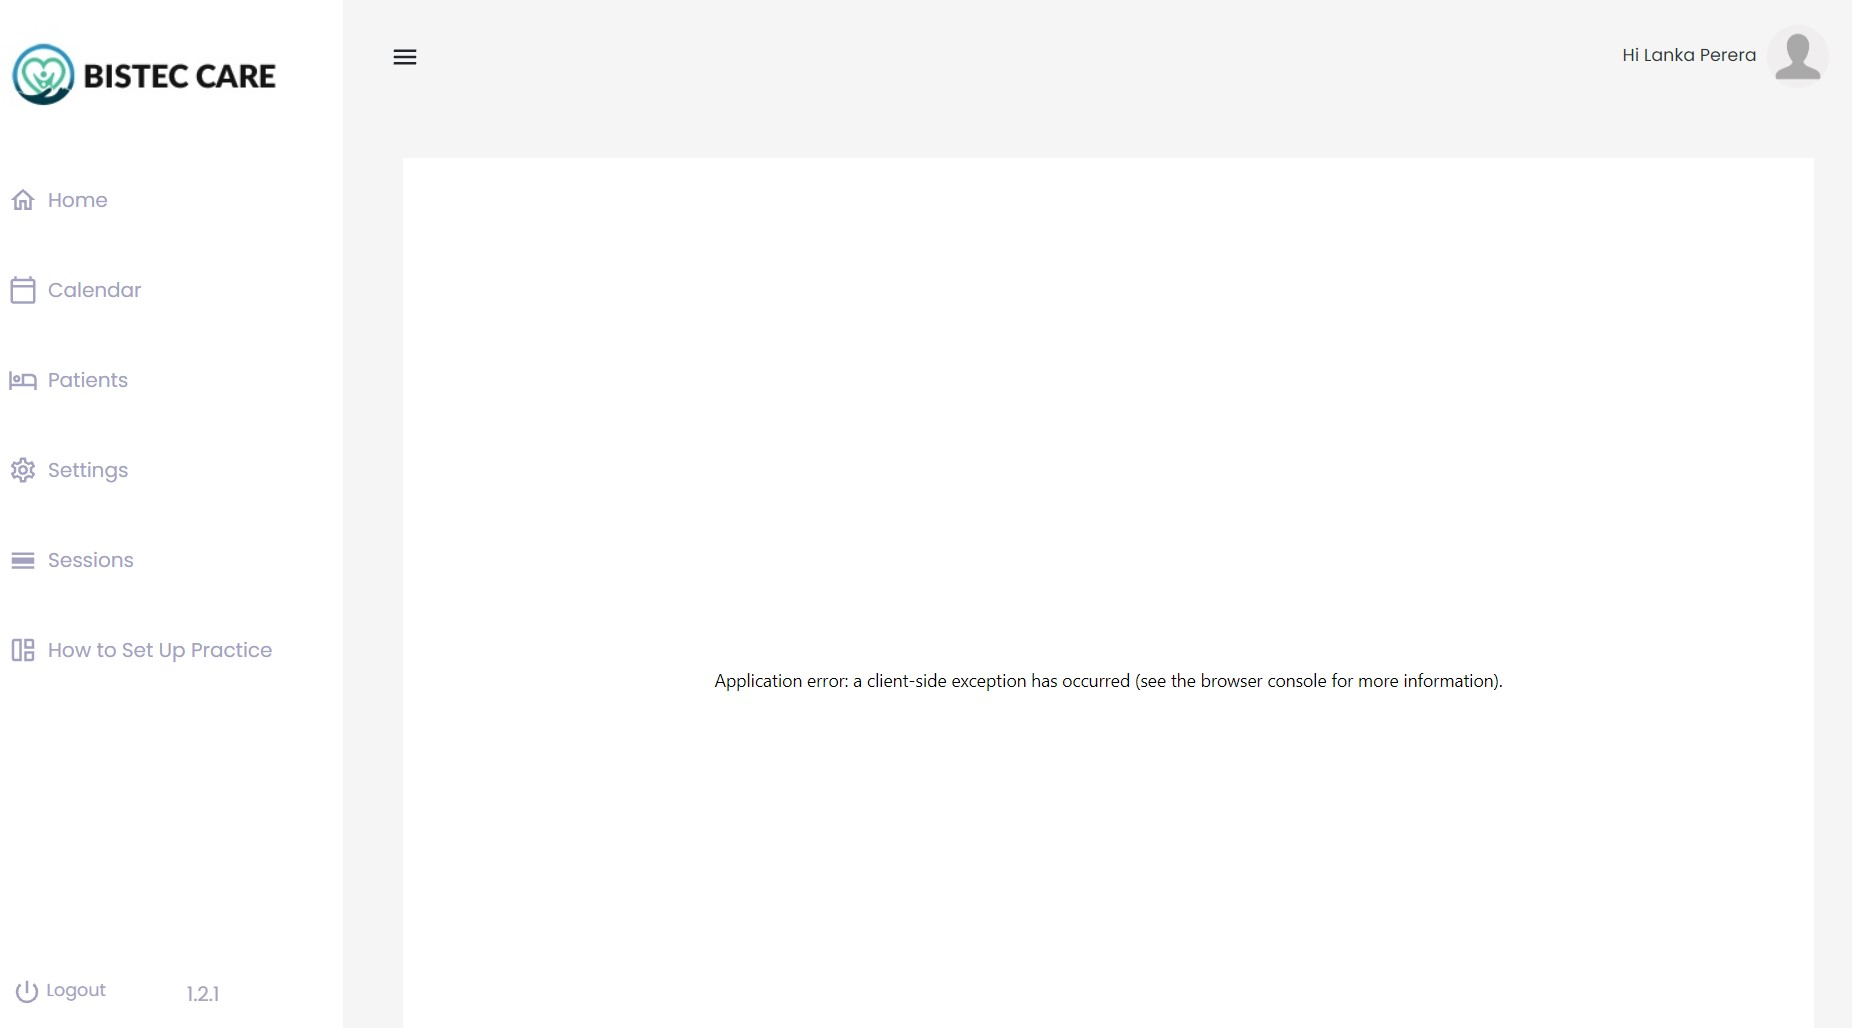 BISTEC CARE
Hi Lanka Perera
Home
Calendar
Patients
Settings
Sessions
How to Set Up Practice
Application error: a client-side exception has occurred (see the browser console for more information).
Logout
1.2.1